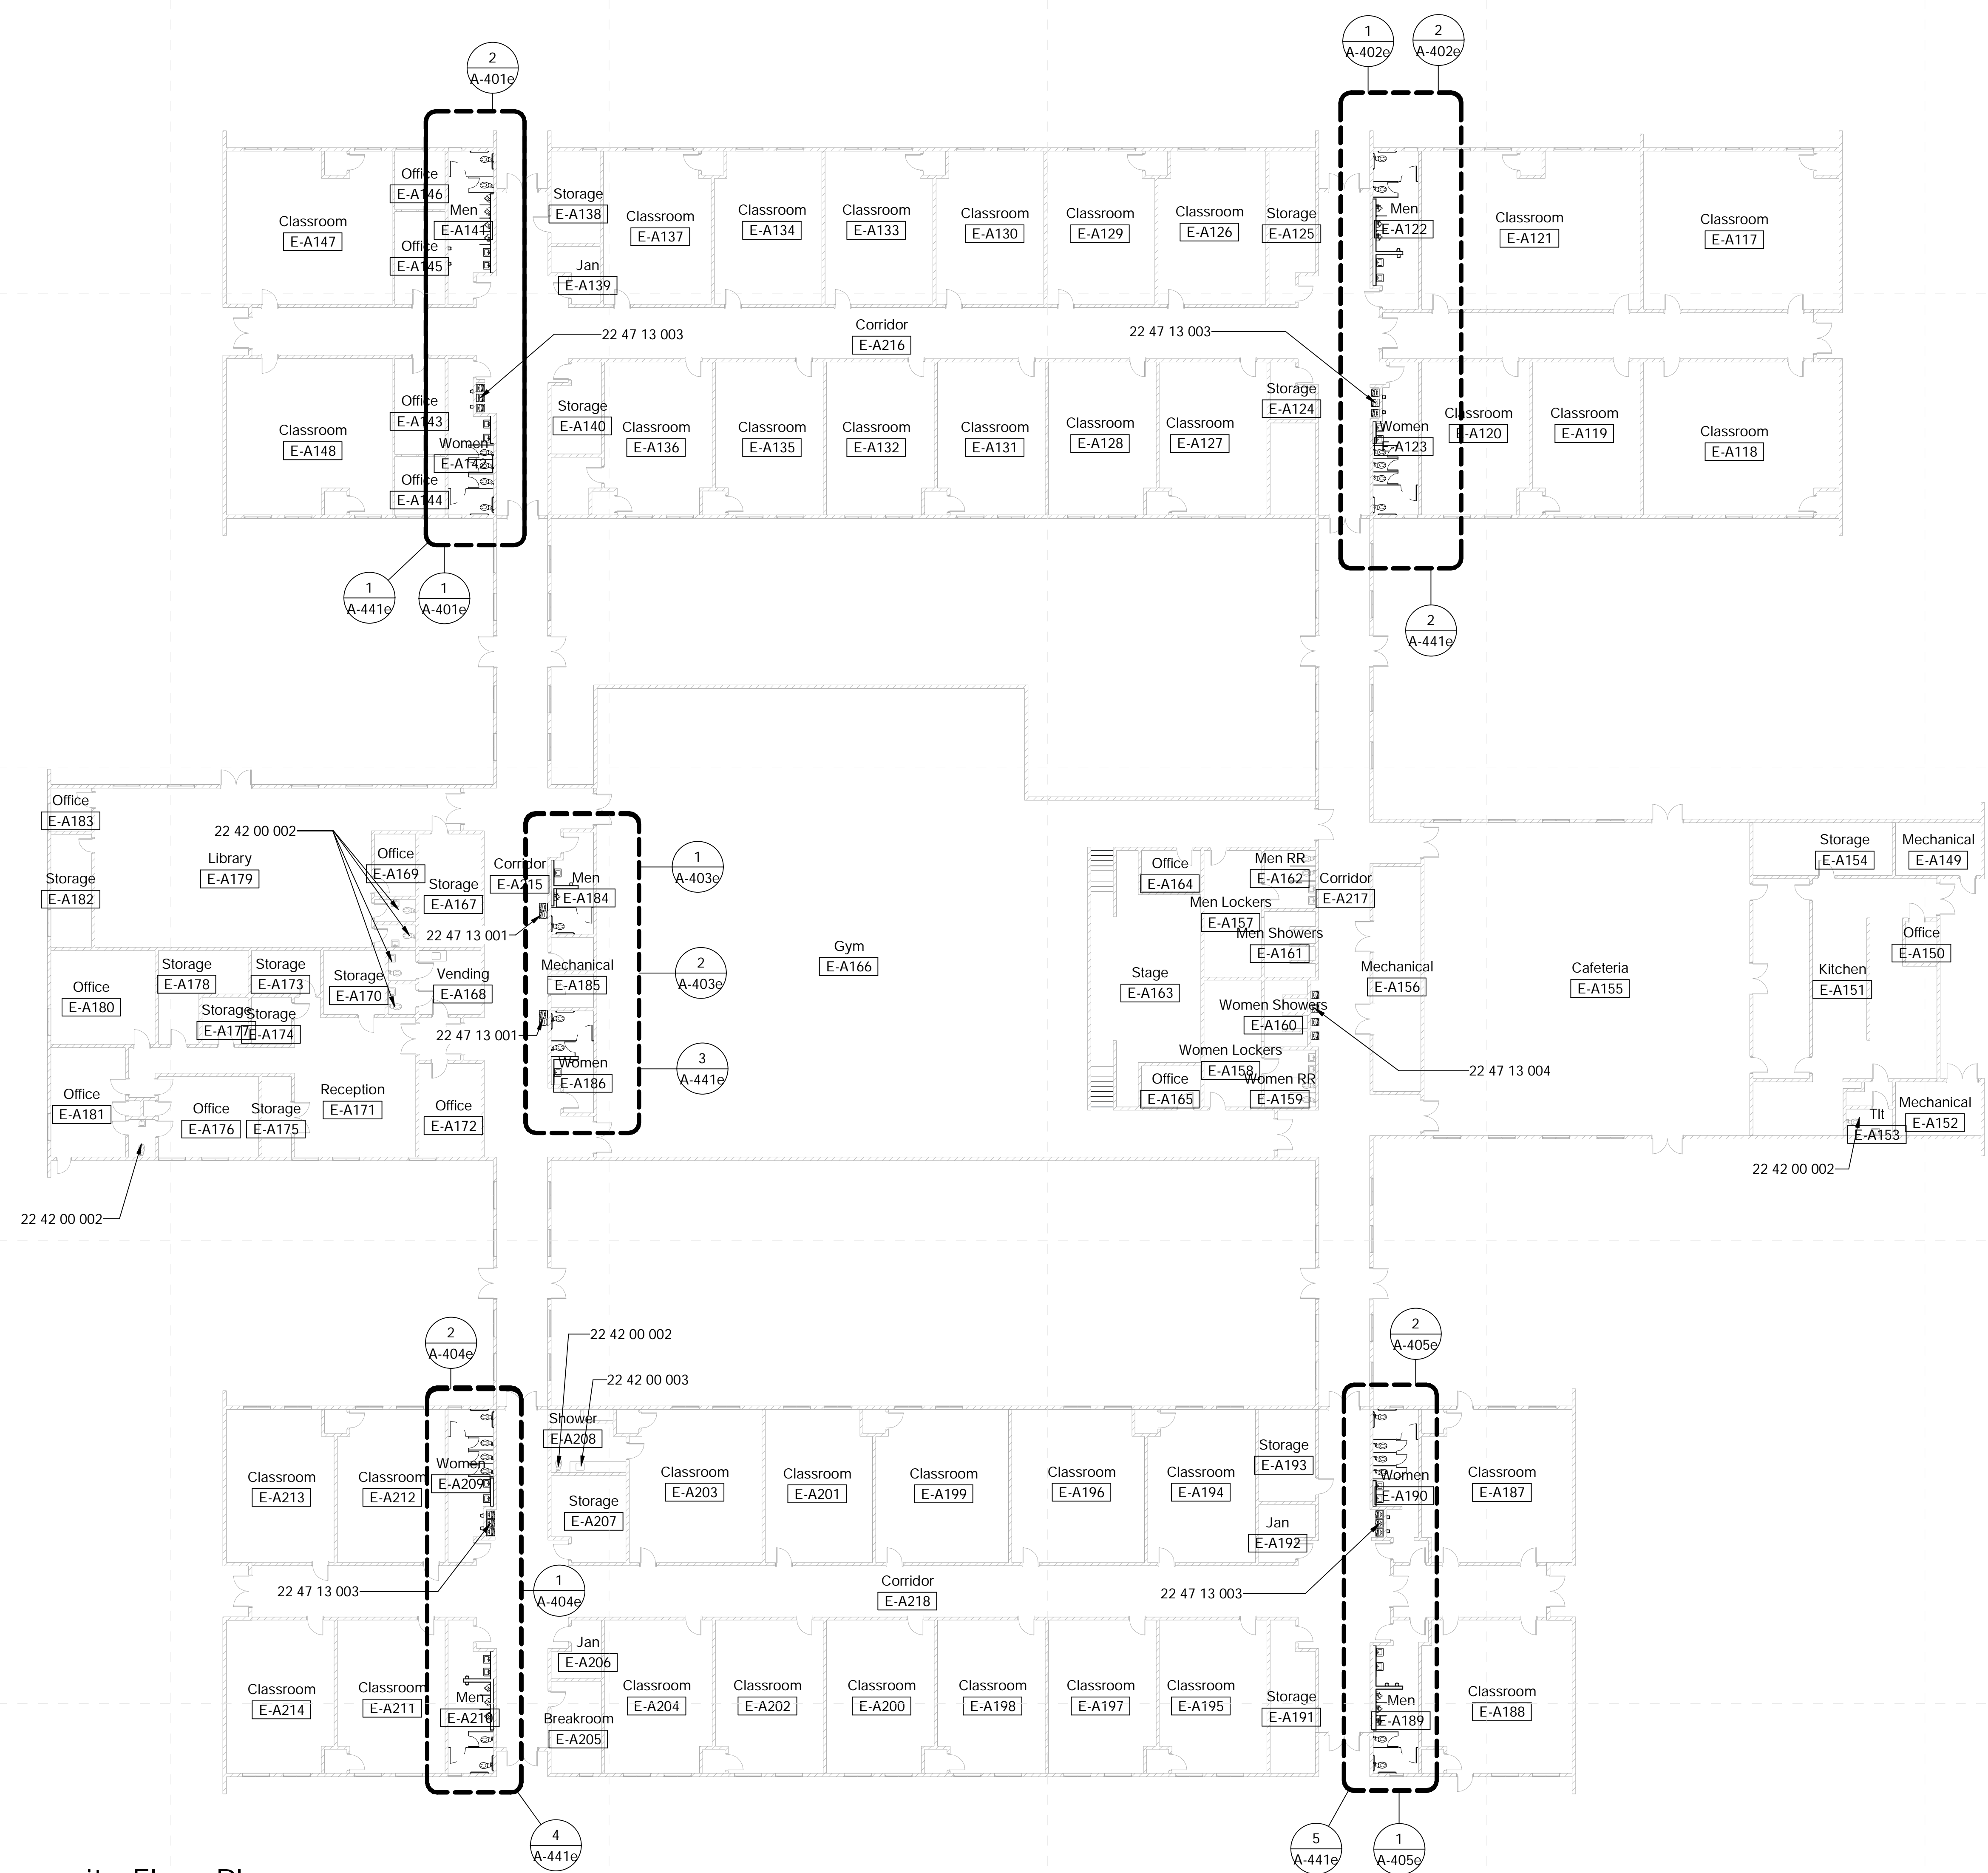 1
A-402e
2
A-402e
2
A-401e
Office
E-A146
Men
E-A141
Classroom
E-A147
Office
E-A145
Storage
E-A138
Jan
E-A139
Classroom
E-A137
Classroom
E-A134
Classroom
E-A133
Classroom
E-A130
Classroom
E-A129
Classroom
E-A126
Storage
E-A125
Men
E-A122
Classroom
E-A121
Classroom
E-A117
22 47 13 003
Corridor
E-A216
22 47 13 003
Classroom
E-A148
Office
E-A143
Women
E-A142
Office
E-A144
Storage
E-A140
Classroom
E-A136
Classroom
E-A135
Classroom
E-A132
Classroom
E-A131
Classroom
E-A128
Classroom
E-A127
Storage
E-A124
Women
E-A123
Classroom
E-A120
Classroom
E-A119
Classroom
E-A118
1
A-441e
1
A-401e
2
A-441e
Office
E-A183
22 42 00 002
Library
E-A179
Storage
E-A182
Office
E-A169
Storage
E-A167
Corridor
E-A215
Men
E-A184
1
A-403e
22 47 13 001
Mechanical
E-A185
2
A-403e
22 47 13 001
Women
E-A186
3
A-441e
Gym
E-A166
Office
E-A180
Storage
E-A178
Storage
E-A173
Storage
E-A177
Storage
E-A174
Storage
E-A170
Vending
E-A168
Office
E-A181
Office
E-A176
Storage
E-A175
Reception
E-A171
Office
E-A172
22 42 00 002
Office
E-A164
Men RR
E-A162
Corridor
E-A217
Men Lockers
E-A157
Men Showers
E-A161
Stage
E-A163
Women Showers
E-A160
Women Lockers
E-A158
Office
E-A165
Women RR
E-A159
Mechanical
E-A156
22 47 13 004
Cafeteria
E-A155
Storage
E-A154
Mechanical
E-A149
Office
E-A150
Kitchen
E-A151
Tlt
E-A153
Mechanical
E-A152
22 42 00 002
2
A-404e
22 42 00 002
22 42 00 003
2
A-405e
Classroom
E-A213
Classroom
E-A212
Women
E-A209
Shower
E-A208
Storage
E-A207
Classroom
E-A203
Classroom
E-A201
Classroom
E-A199
Classroom
E-A196
Classroom
E-A194
Storage
E-A193
Jan
E-A192
Women
E-A190
Classroom
E-A187
22 47 13 003
1
A-404e
Corridor
E-A218
22 47 13 003
Classroom
E-A214
Classroom
E-A211
Men
E-A210
Jan
E-A206
Breakroom
E-A205
Classroom
E-A204
Classroom
E-A202
Classroom
E-A200
Classroom
E-A198
Classroom
E-A197
Classroom
E-A195
Storage
E-A191
Men
E-A189
Classroom
E-A188
4
A-441e
5
A-441e
1
A-405e